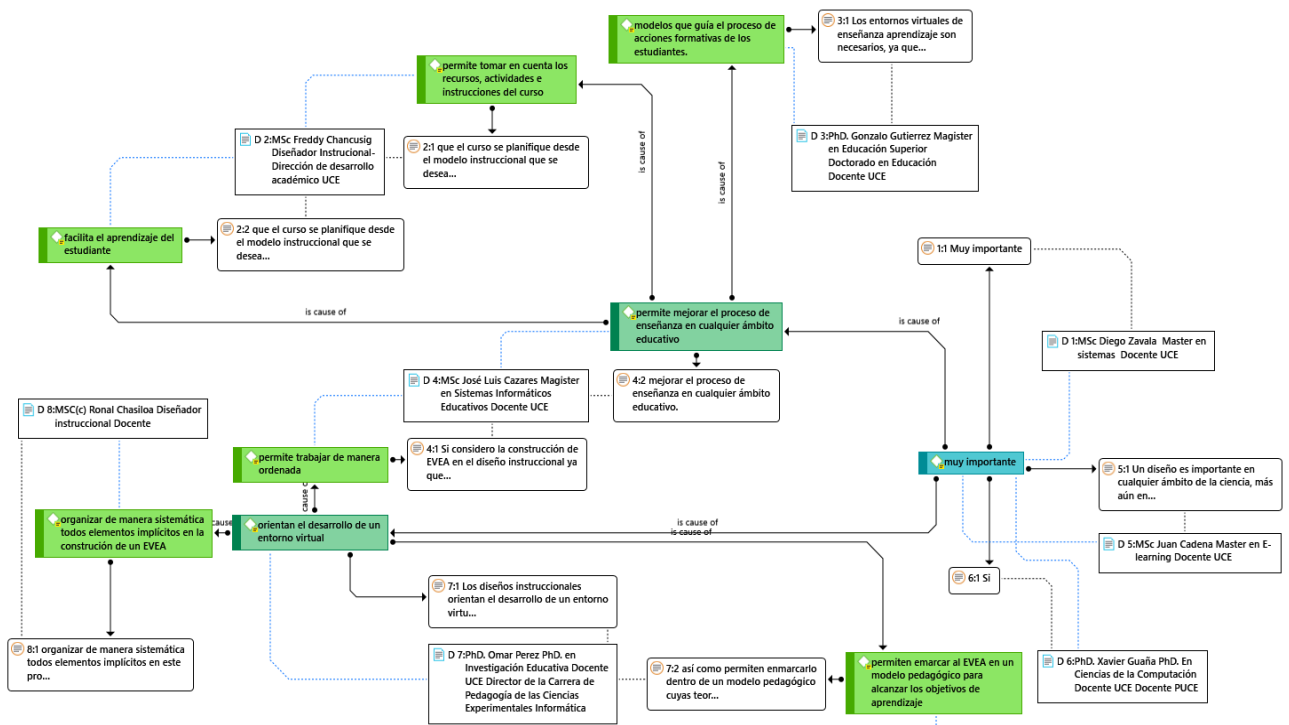 modelos que guía el proceso de
acciones formativas de los
estudiantes.
3:1 Los entornos virtuales de
enseñanza aprendizaje son
necesarios, ya que...
permite tomar en cuenta los
recursos, actividades e
instrucciones del curso
D 2:MSc Freddy Chancusig
Diseñador Instrucional-
Dirección de desarrollo
académico UCE
2:1 que el curso se planifique desde
el modelo instruccional que se
desea...
is cause of
is cause of
D 3:PhD. Gonzalo Gutierrez Magister
en Educación Superior
Doctorado en Educación
Docente UCE
facilita el aprendizaje del
estudiante
2:2 que el curso se planifique desde
el modelo instruccional que se
desea...
1:1 Muy importante
is cause of
permite mejorar el proceso de
enseñanza en cualquier ámbito
educativo
is cause of
D 1:MSc Diego Zavala Master en
sistemas Docente UCE
D 4:MSc José Luis Cazares Magister
en Sistemas Informáticos
Educativos Docente UCE
4:2 mejorar el proceso de
enseñanza en cualquier ámbito
educativo.
D 8:MSC(c) Ronal Chasiloa Diseñador
instruccional Docente
permite trabajar de manera
ordenada
4:1 Si considero la construcción de
EVEA en el diseño instruccional ya
que...
muy importante
5:1 Un diseño es importante en
cualquier ámbito de la ciencia, más
aún en...
organizar de manera sistemática
todos elementos implícitos en la
construción de un EVEA
cause
cause o
orientan el desarrollo de un
entorno virtual
is cause of
is cause of
D 5:MSc Juan Cadena Master en E-
learning Docente UCE
6:1 Si
7:1 Los diseños instruccionales
orientan el desarrollo de un entorno
virtu...
8:1 organizar de manera sistemática
todos elementos implícitos en este
pro...
D 7:PhD. Omar Perez PhD. en
Investigación Educativa Docente
UCE Director de la Carrera de
Pedagogía de las Ciencias
Experimentales Informática
7:2 así como permiten enmarcarlo
dentro de un modelo pedagógico
cuyas teor...
permiten emarcar al EVEA en un
modelo pedagógico para
alcanzar los objetivos de
aprendizaje
D 6:PhD. Xavier Guaña PhD. En
Ciencias de la Computación
Docente UCE Docente PUCE